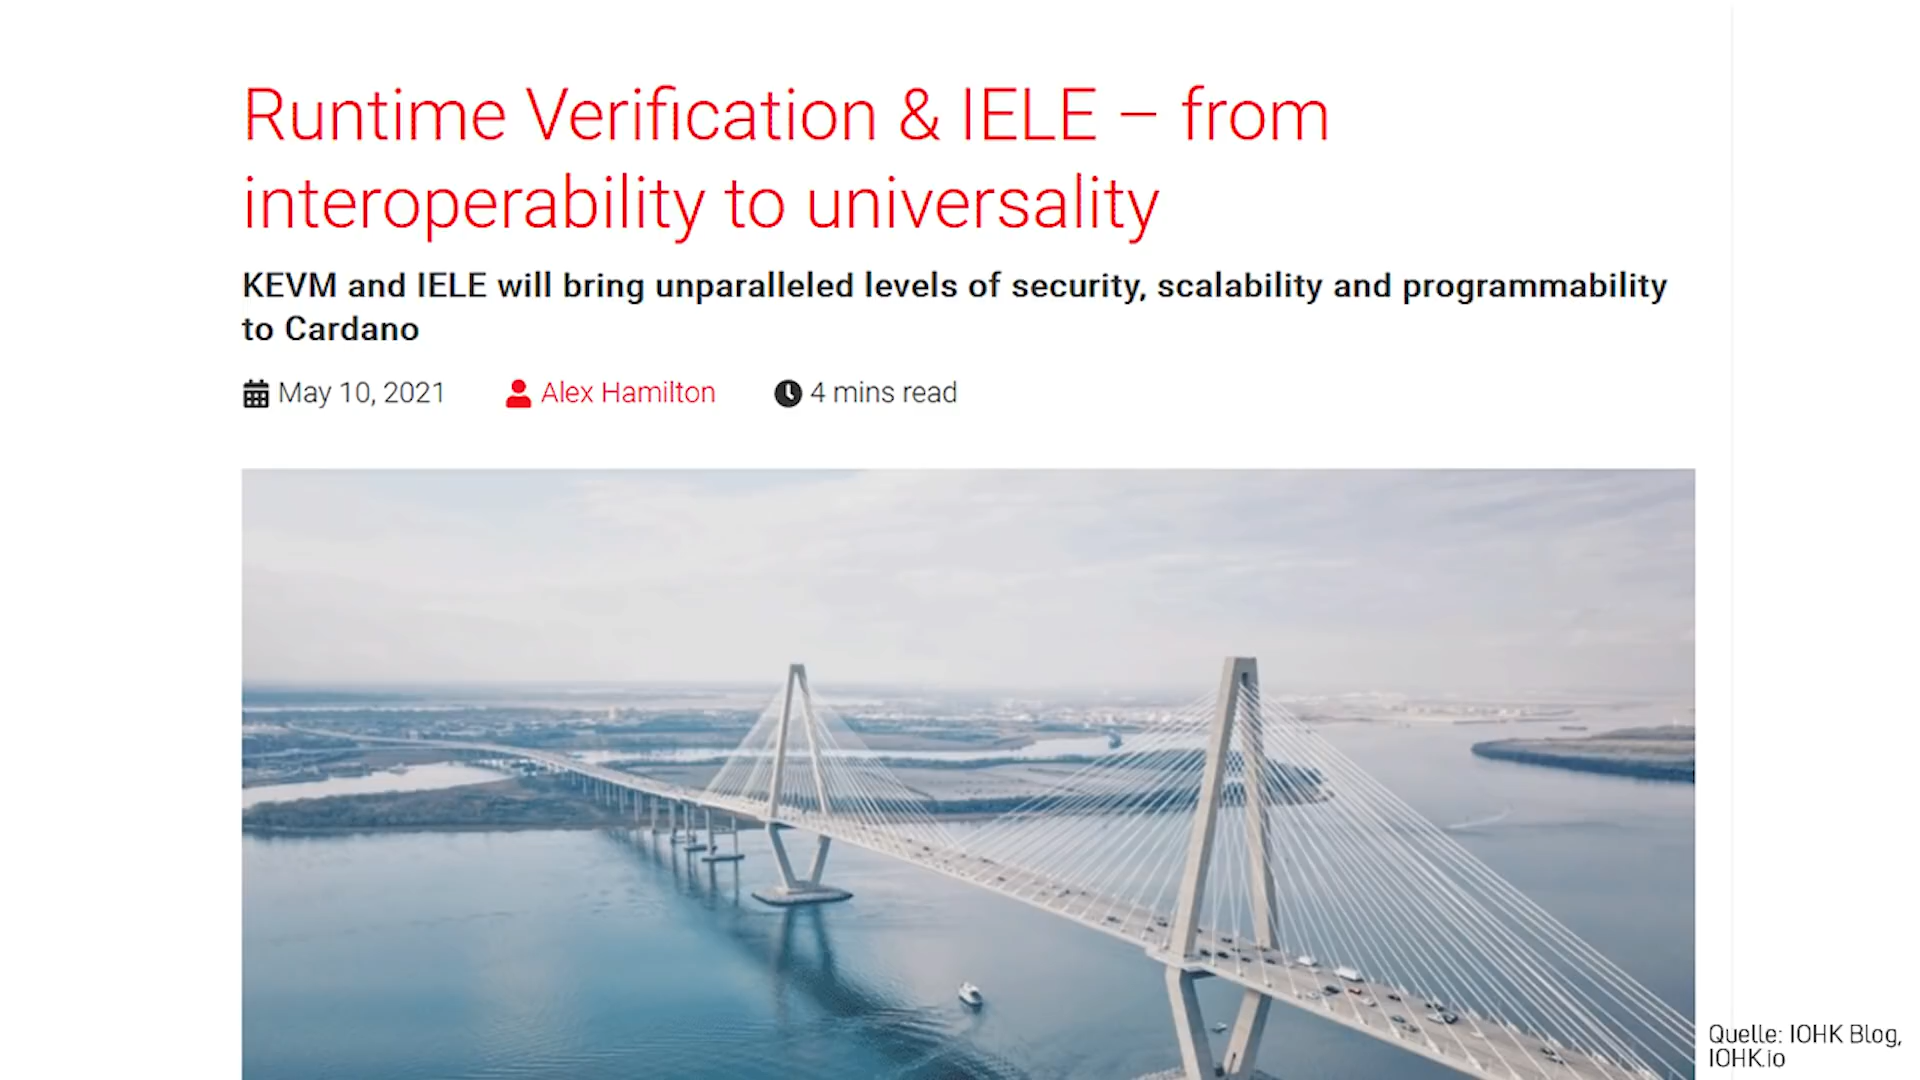 Runtime Verification & IELE – from
interoperability to universality
KEVM and IELE will bring unparalleled levels of security, scalability and programmability
to Cardano
May 10, 2021 Alex Hamilton 4 mins read
Quelle: IOHK Blog,
IOHK.io